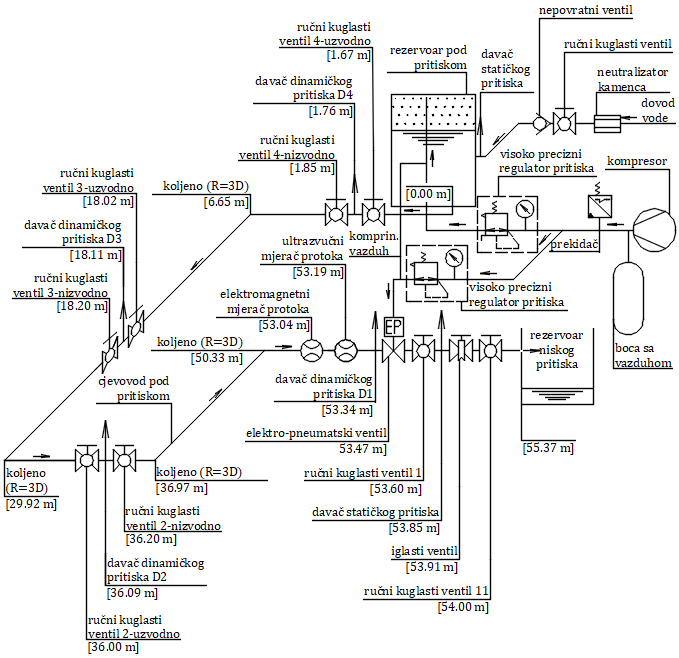 nepovratni ventil
ručni kuglasti
ventil 4-uzvodno
[1.67 m]
rezervoar pod
pritiskom
davač
statičkog
pritiska
ručni kuglasti ventil
neutralizator
kamenca
dovod
vode
davač dinamičkog
pritiska D4
[1.76 m]
ručni kuglasti
ventil 4-nizvodno
[1.85 m]
visoko precizni
regulator pritiska
kompresor
ručni kuglasti
ventil 3-uzvodno
[18.02 m]
koljeno (R=3D)
[6.65 m]
[0.00 m]
davač dinamičkog
pritiska D3
[18.11 m]
ultrazvučni
mjerač protoka
[53.19 m]
komprin.
vazduh
prekidač
ručni kuglasti
ventil 3-nizvodno
[18.20 m]
elektromagnetni
mjerač protoka
[53.04 m]
visoko precizni
regulator pritiska
EP
koljeno (R=3D)
[50.33 m]
rezervoar
niskog
pritiska
boca sa
vazduhom
cjevovod pod
pritiskom
davač dinamičkog
pritiska D1
[53.34 m]
elektro-pneumatski ventil
[53.47 m]
[55.37 m]
koljeno
(R=3D)
[29.92 m]
koljeno (R=3D)
[36.97 m]
ručni kuglasti ventil 1
[53.60 m]
ručni kuglasti
ventil 2-nizvodno
[36.20 m]
davač statičkog pritiska
[53.85 m]
iglasti ventil
[53.91 m]
davač dinamičkog
pritiska D2
[36.09 m]
ručni kuglasti ventil 11
[54.00 m]
ručni kuglasti
ventil 2-uzvodno
[36.00 m]